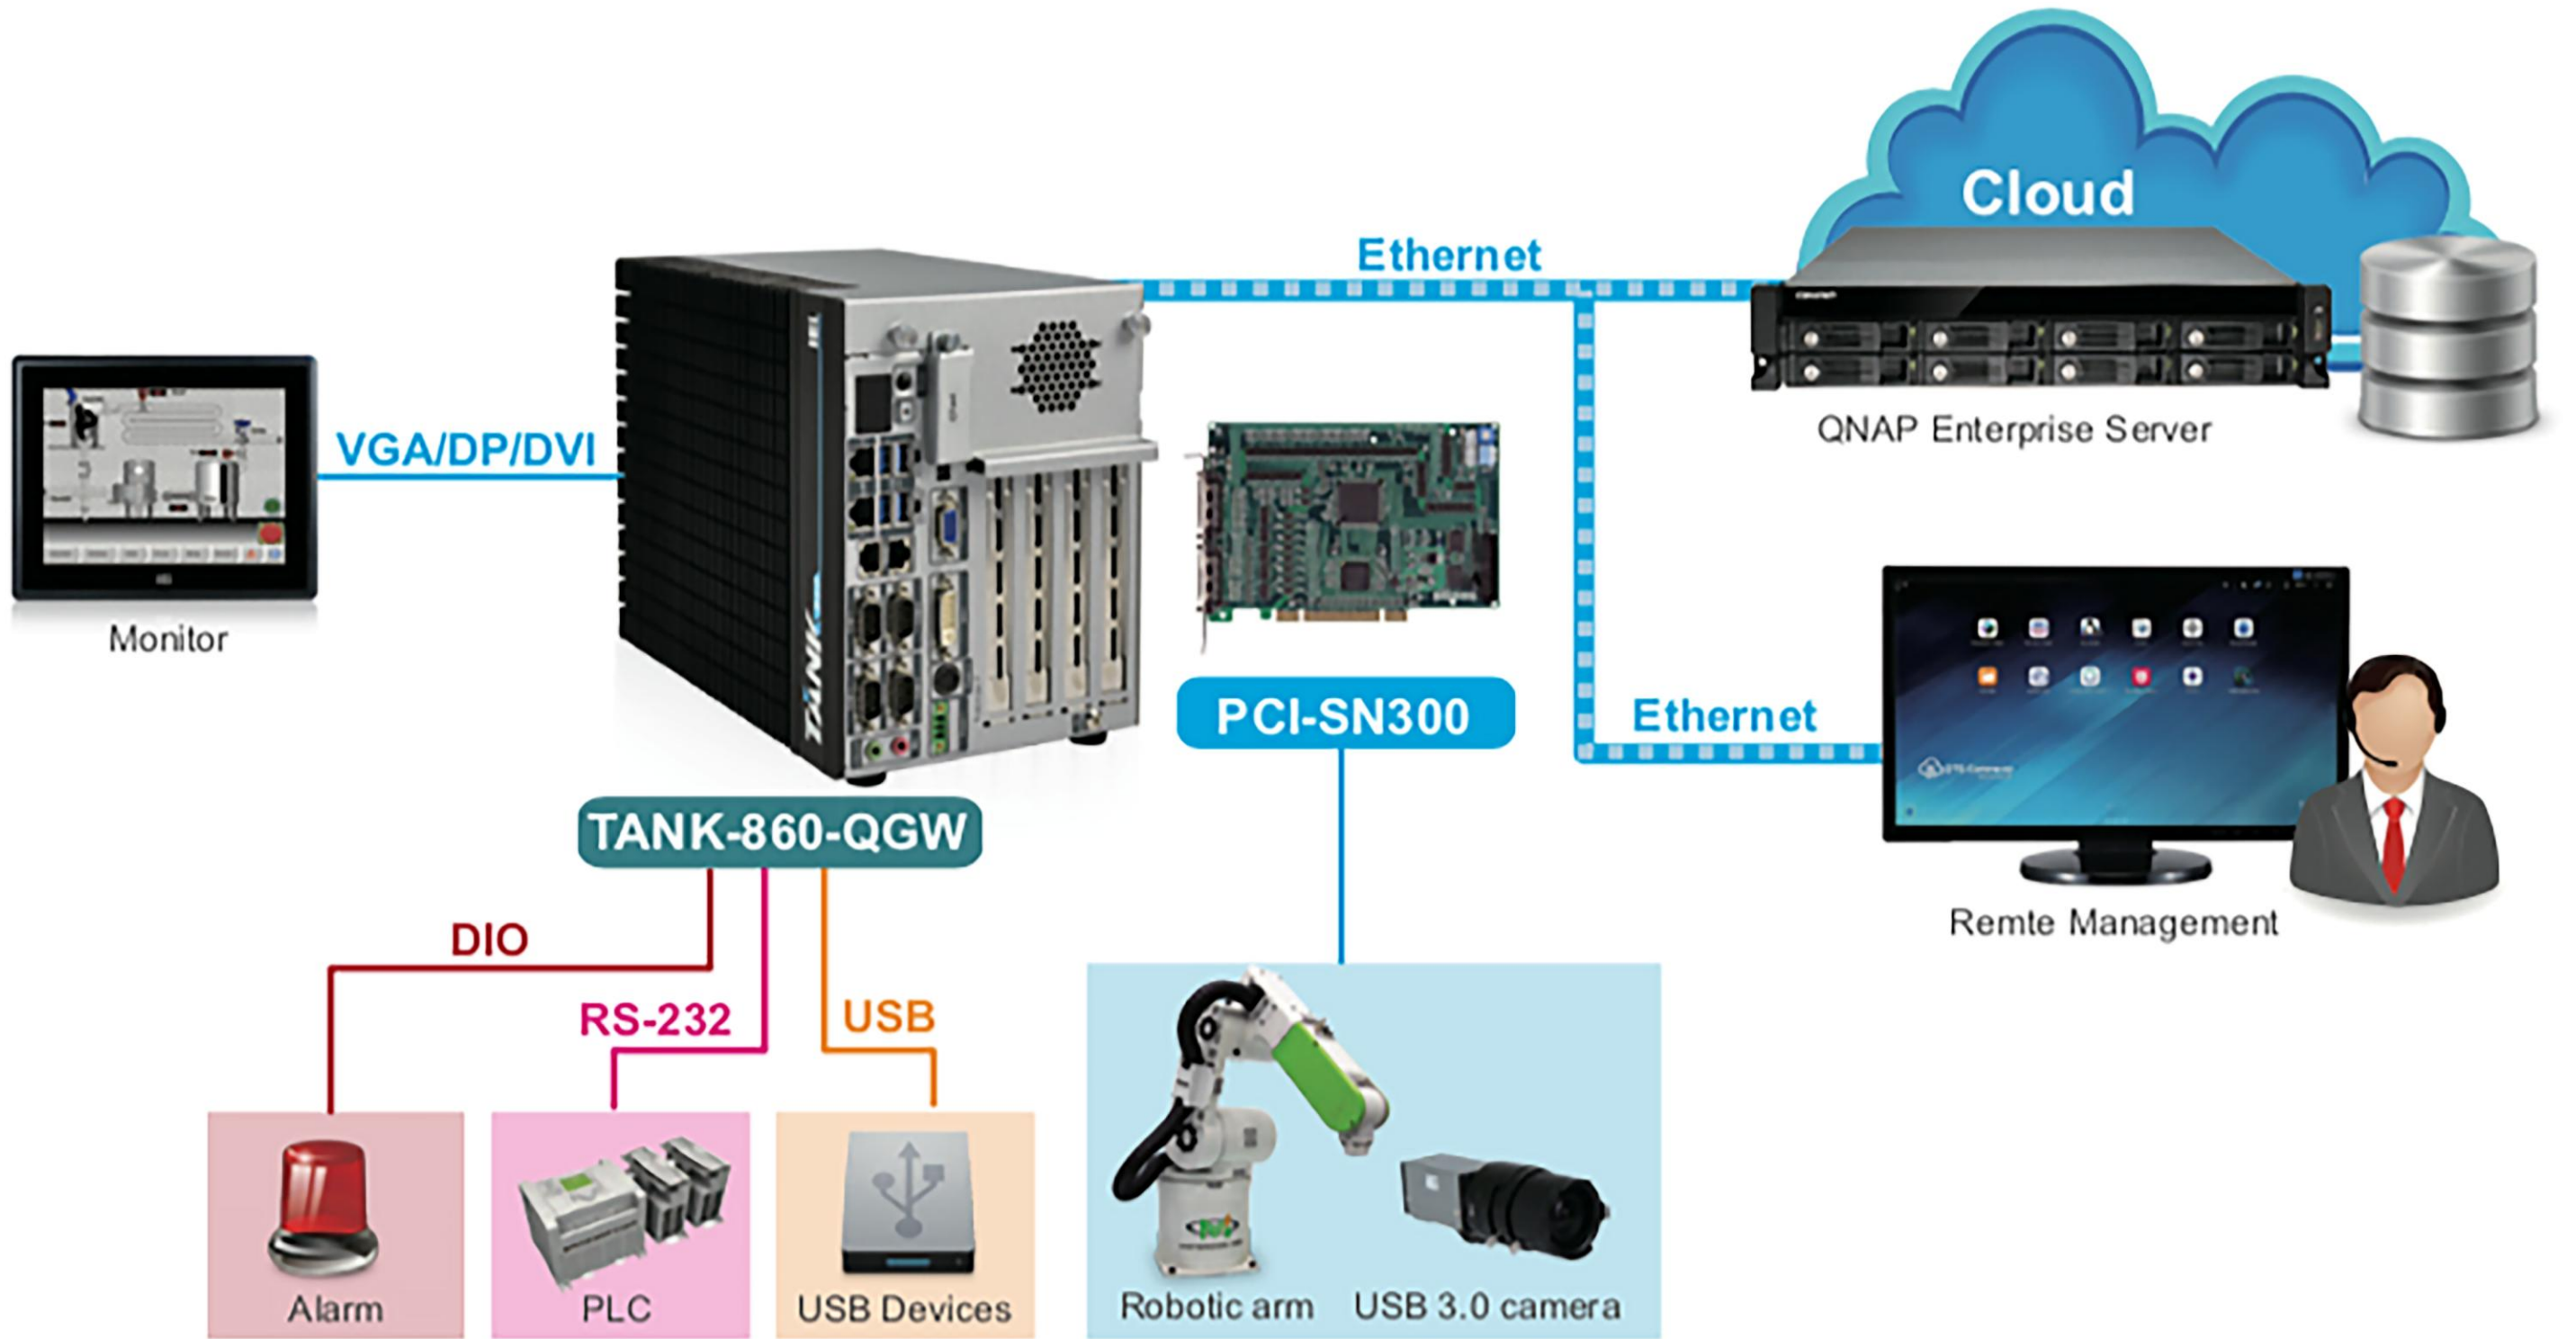 Cloud
Ethernet
QNAP Enterprise Server
VGA/DP/DVI
Monitor
TANK
PCI-SN300
Ethernet
TANK-860-QGW
Remte Management
DIO
RS-232
USB
Alarm
PLC
USB Devices
Robotic arm
USB 3.0 camera